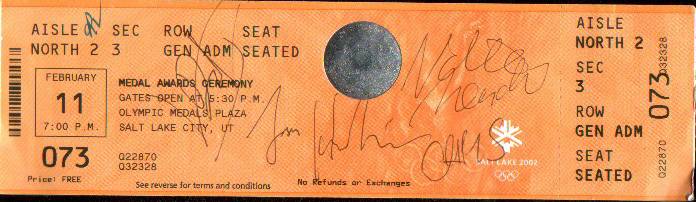 AISLE SEC ROW SEAT
NORTH 2 3 GEN ADM SEATED
FEBRUARY
11
7:00 P.M.
MEDAL AWARDS CEREMONY
GATES OPEN AT 5:30 P.M.
OLYMPIC MEDALS PLAZA
SALT LAKE CITY, UT
073
Q22870
Q32328
Price: FREE
See reverse for terms and conditions
No Refunds or Exchanges
SALT LAKE 2002
AISLE
NORTH 2
SEC
3
ROW
GEN ADM
SEAT
SEATED
073
Q32328
Q22870